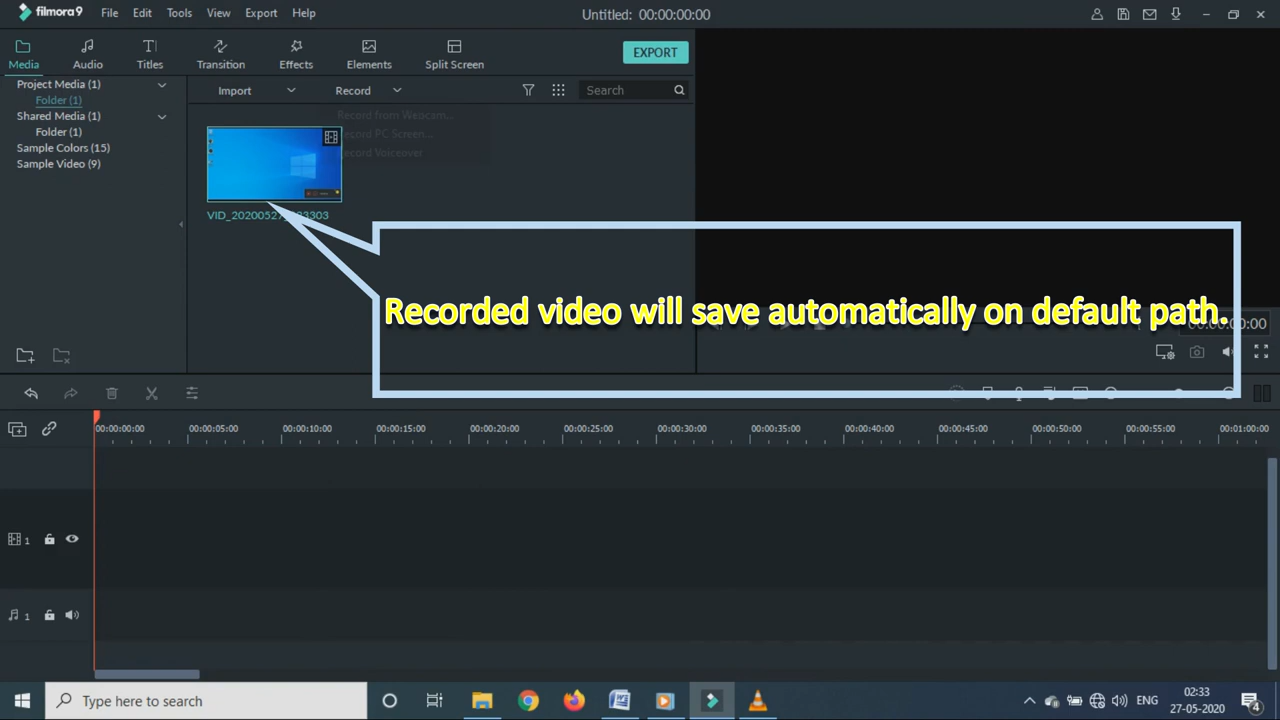 filmora9 File Edit Tools View Export Help Untitled: 00:00:00:00
Media Audio Titles Transition Effects Elements Split Screen EXPORT
Project Media (1)
Folder (1)
Shared Media (1)
Folder (1)
Sample Colors (15)
Sample Video (9)
Import Record Search
Record from Webcam...
Record PC Screen...
Record Voiceover
Recorded video will save automatically on default path.
00:00:00:00 00:00:05:00 00:00:10:00 00:00:15:00 00:00:20:00 00:00:25:00 00:00:30:00 00:00:35:00 00:00:40:00 00:00:45:00 00:00:50:00 00:00:55:00 00:01:00:00
1
1
Type here to search
ENG
02:33
27-05-2020
4